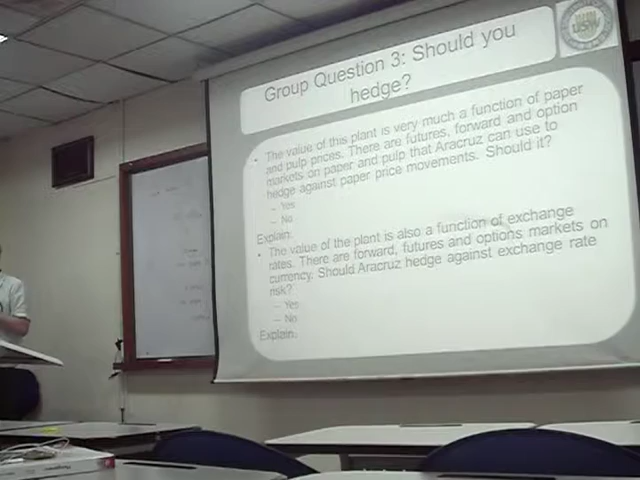 Group Question 3: Should you
hedge?
• The value of this plant is very much a function of paper
and pulp prices. There are futures, forward and option
markets on paper and pulp that Aracruz can use to
hedge against paper price movements. Should it?
– Yes
– No
Explain:
• The value of the plant is also a function of exchange
rates. There are forward, futures and options markets on
currency. Should Aracruz hedge against exchange rate
risk?
– Yes
– No
Explain: